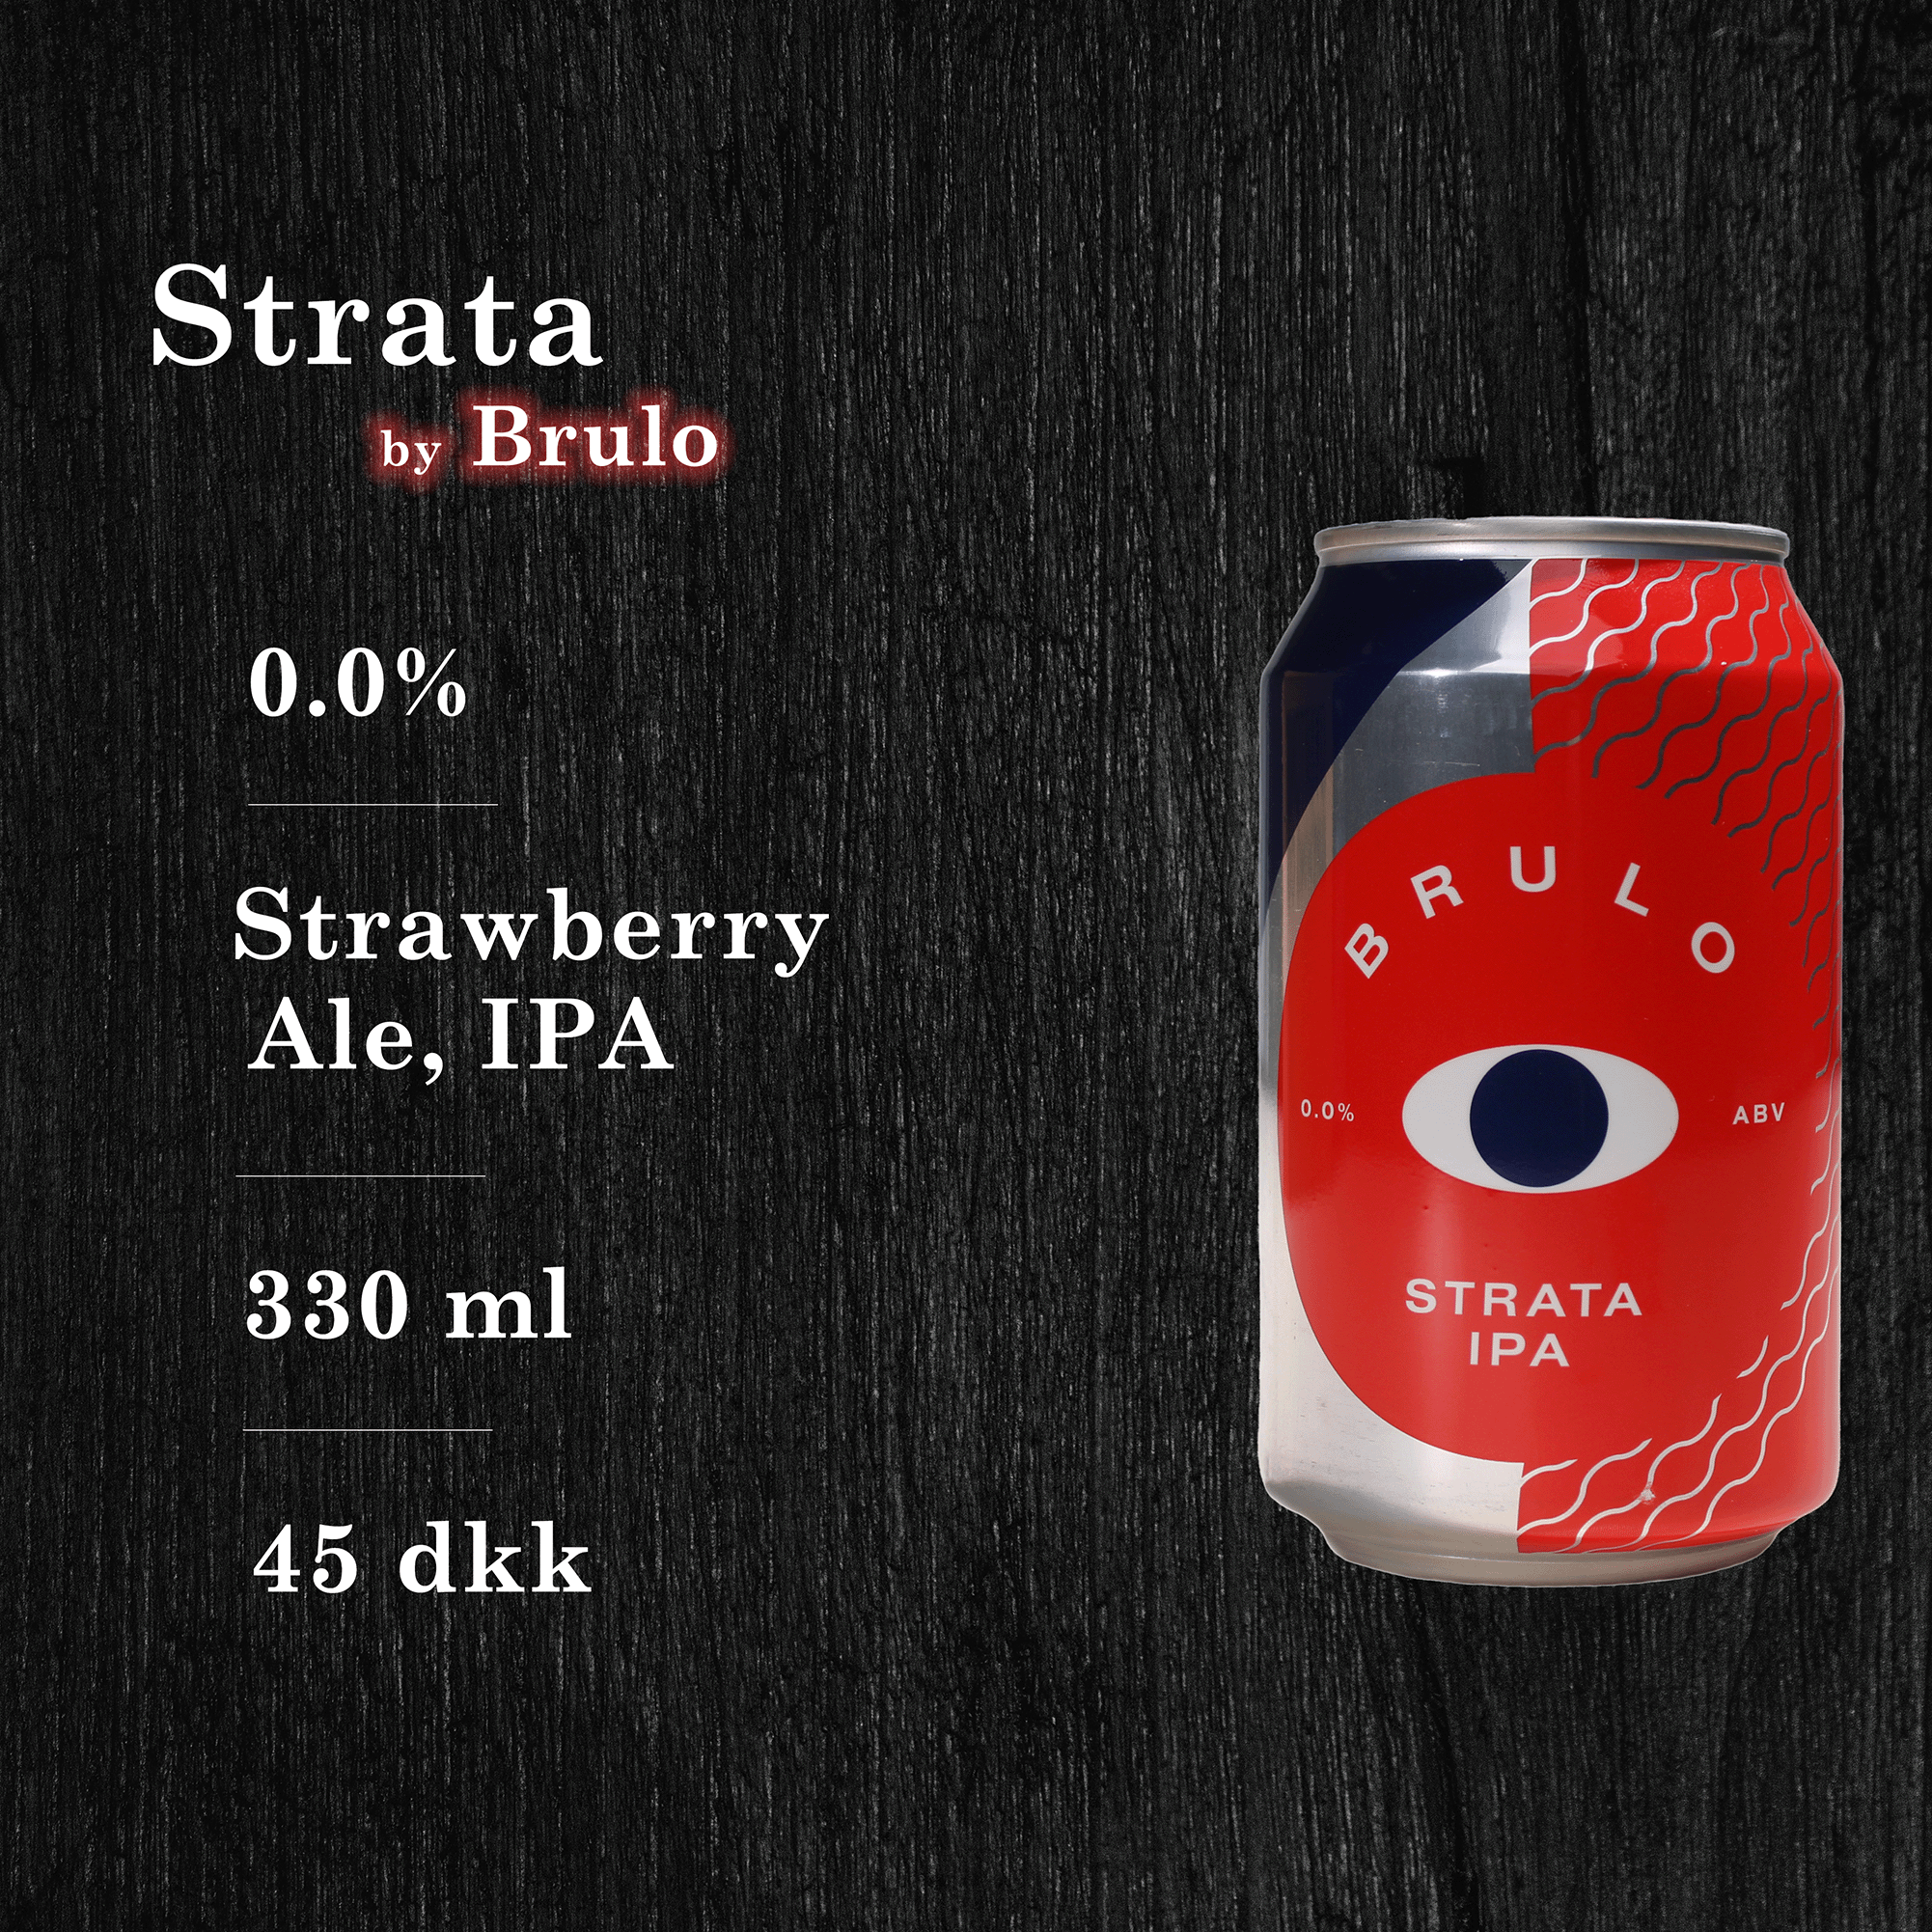 Strata
by Brulo
0.0%
Strawberry
Ale, IPA
330 ml
45 dkk
BRULO
0.0% ABV
STRATA
IPA